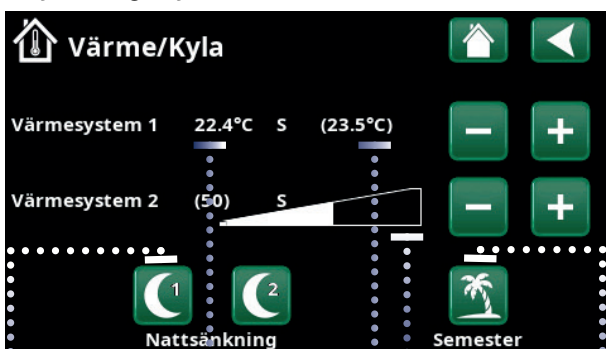 Värme/Kyla
Värmesystem 1 22.4°C S (23.5°C)
Värmesystem 2 (50) S
1 2
Nattsänkning Semester